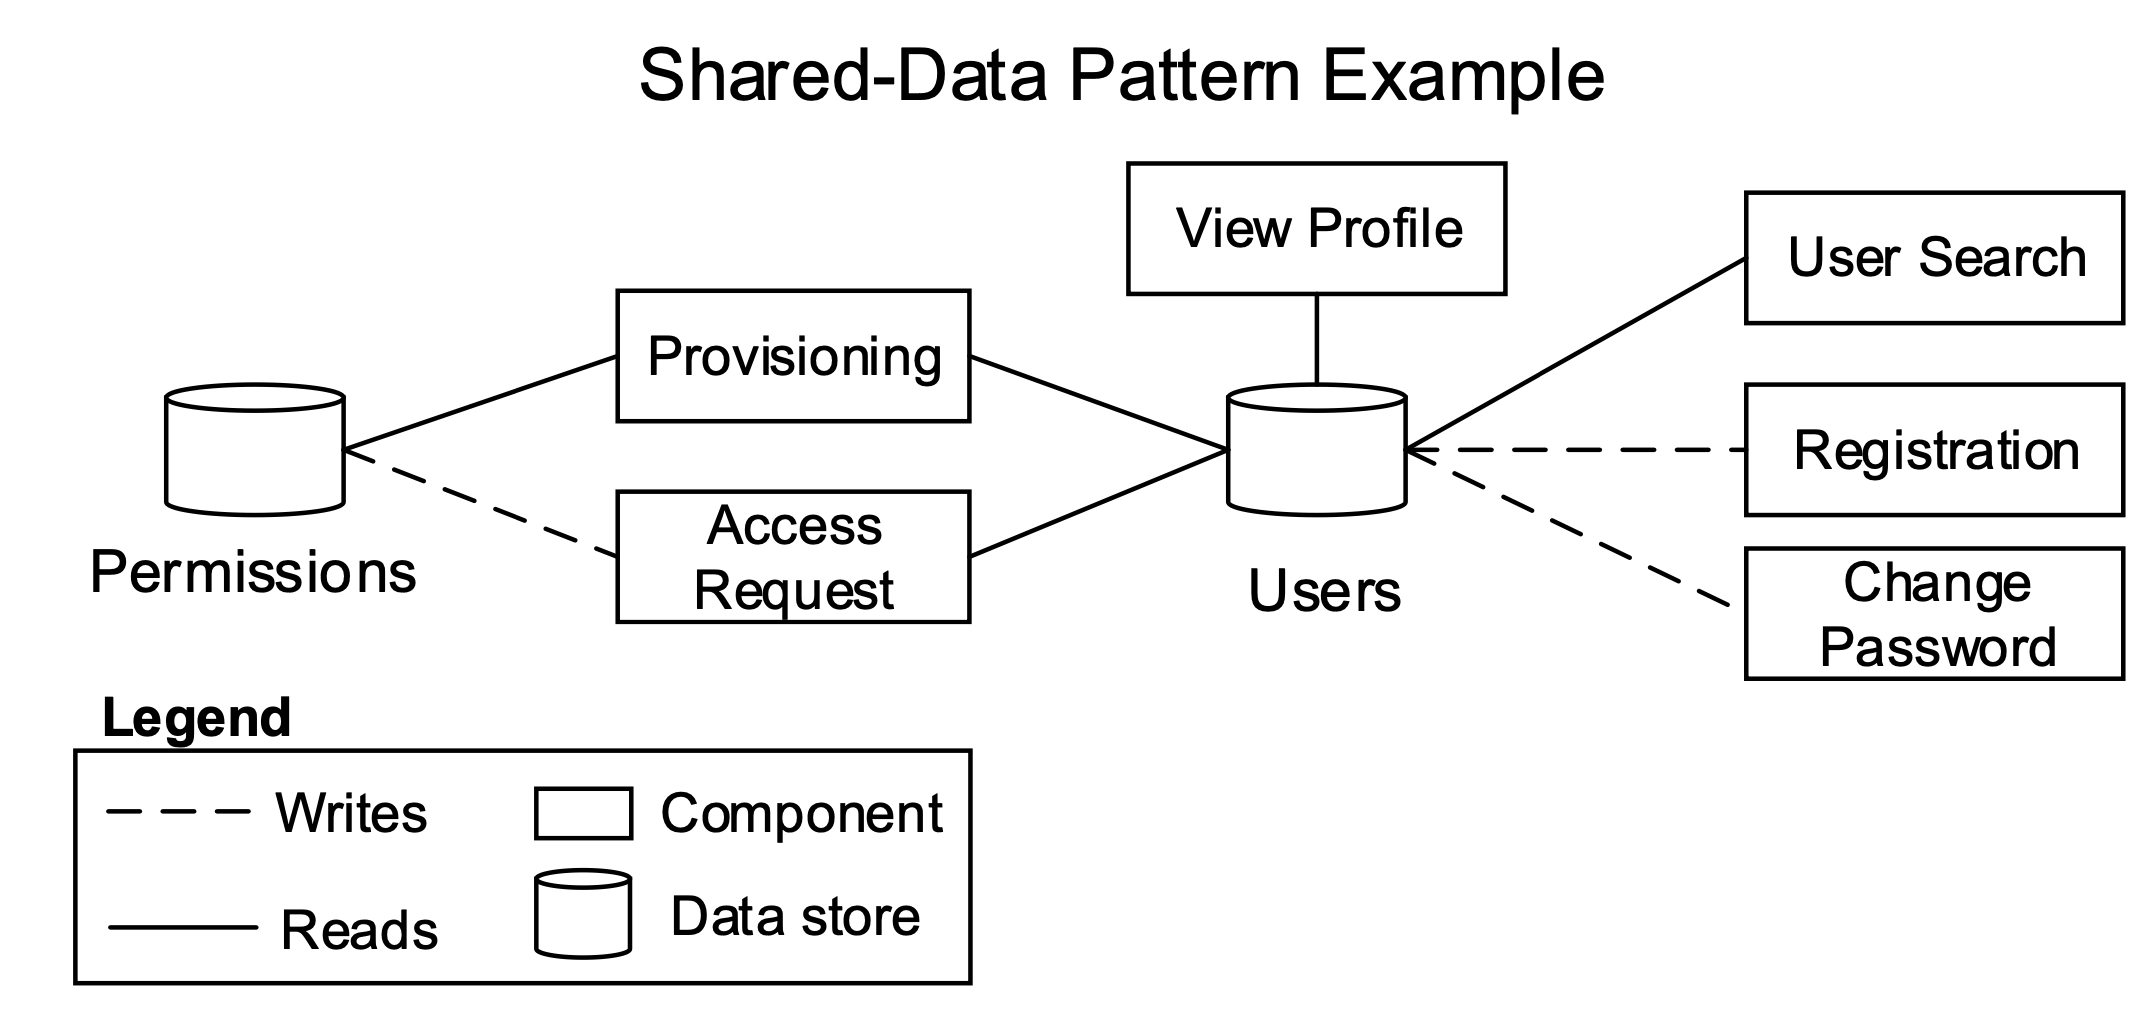 Shared-Data Pattern Example
View Profile
User Search
Provisioning
Registration
Access
Request
Permissions
Users
Change
Password
Legend
Writes
Component
Reads
Data store